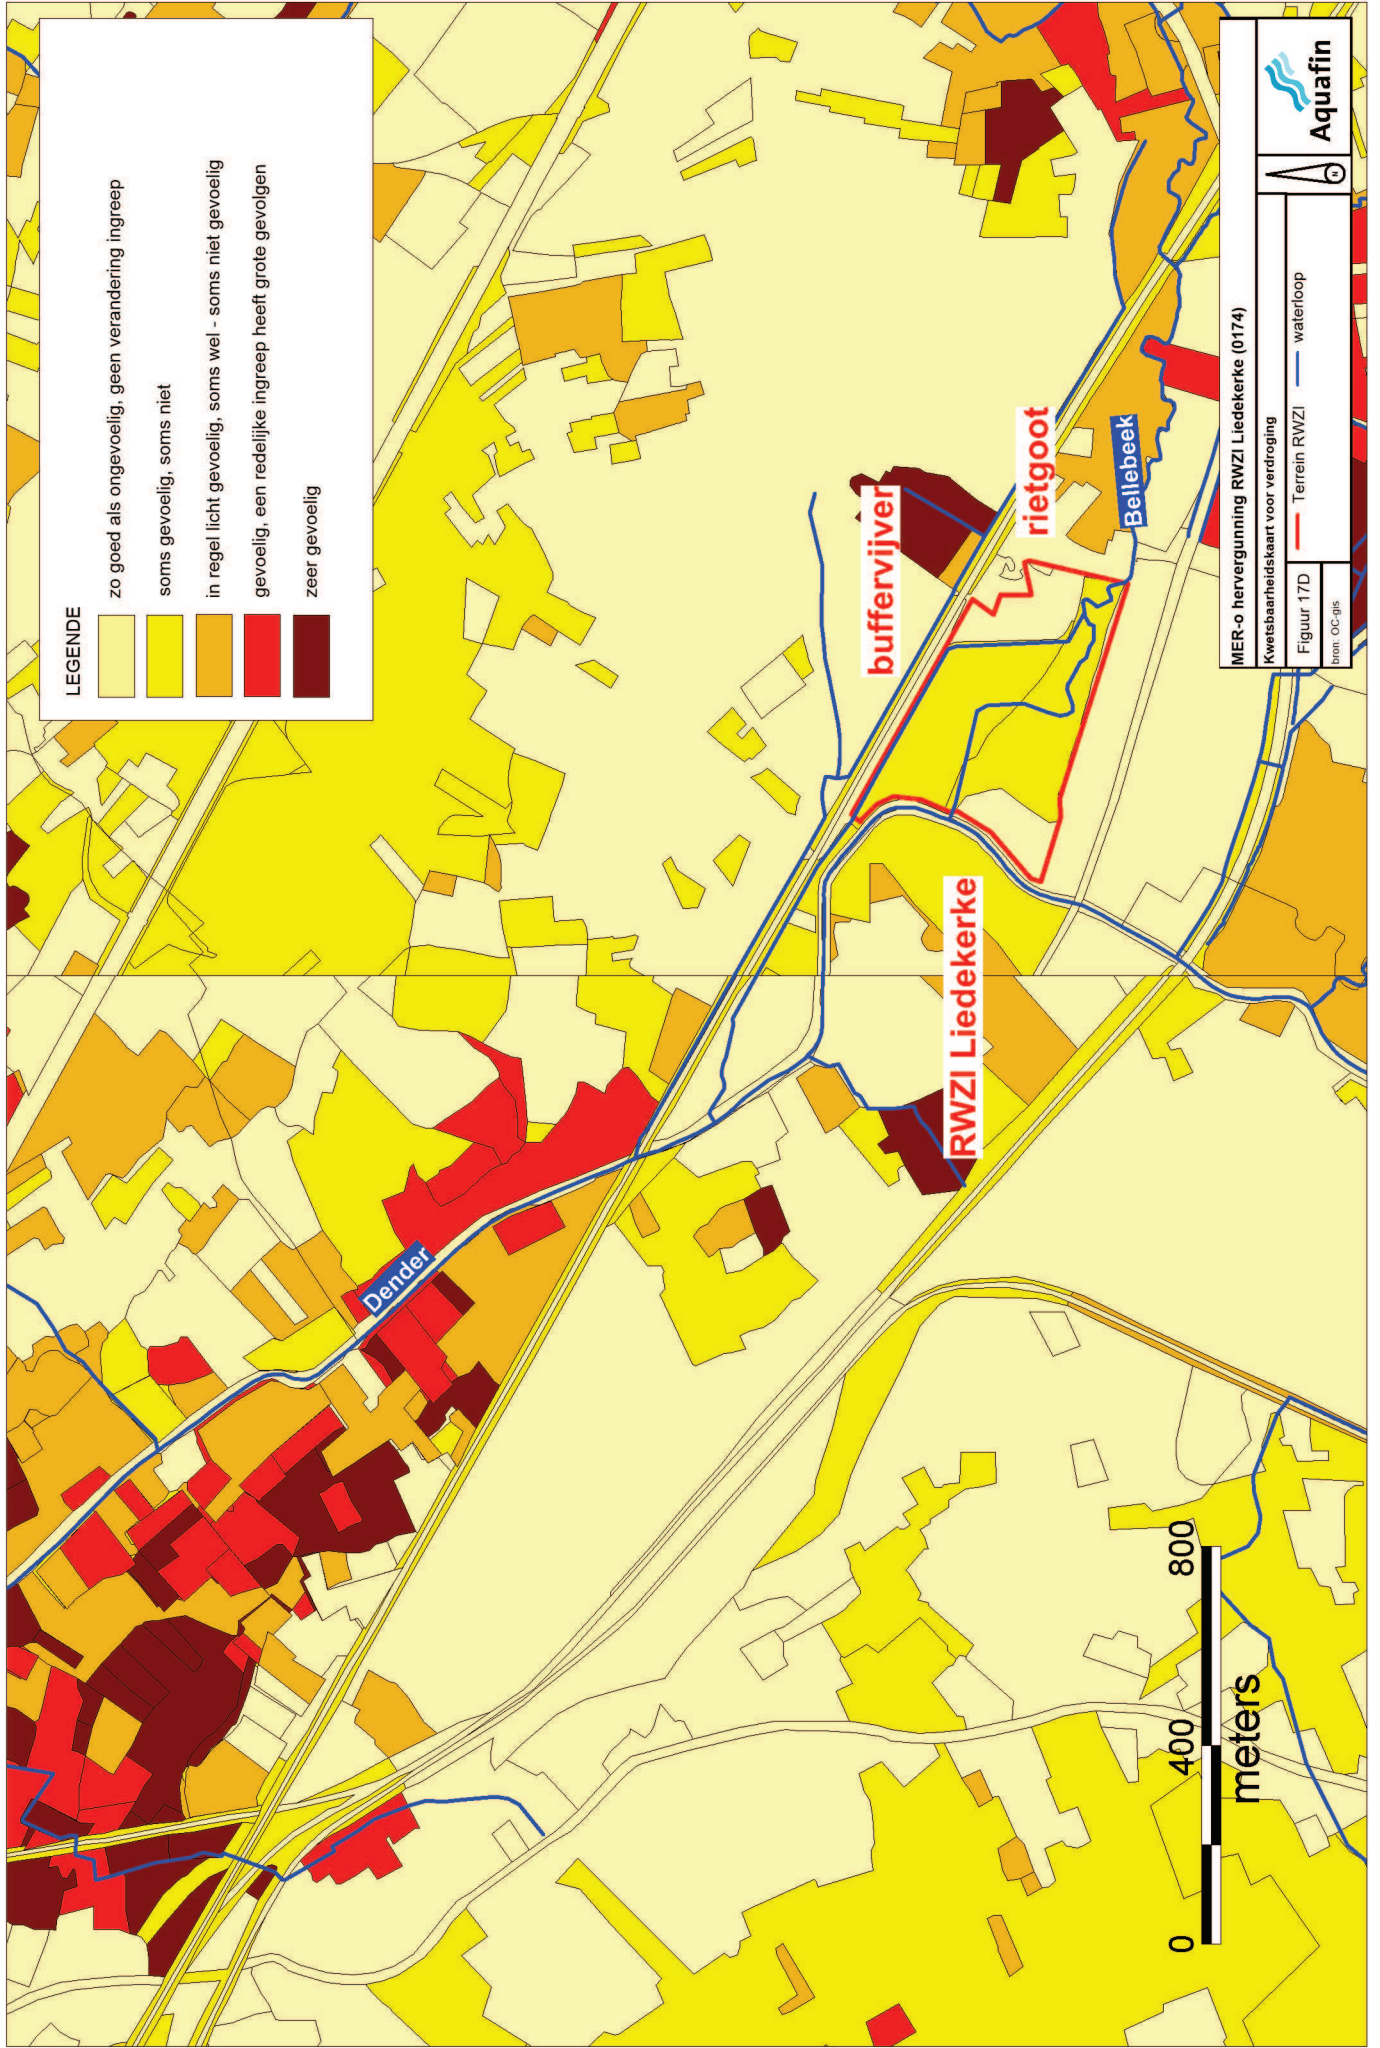 LEGENDE
zo goed als ongevoelig, geen verandering ingreep
soms gevoelig, soms niet
in regel licht gevoelig, soms wel - soms niet gevoelig
gevoelig, een redelijke ingreep heeft grote gevolgen
zeer gevoelig
Dender
buffervijver
rietgoot
Bellebeek
RWZI Liedekerke
0
400
800
meters
MER-o hervergunning RWZI Liedekerke (0174)
Kwetsbaarheidskaart voor verdroging
Figuur 17D
Terrein RWZI
waterloop
bron: OC-gis
N
Aquafin